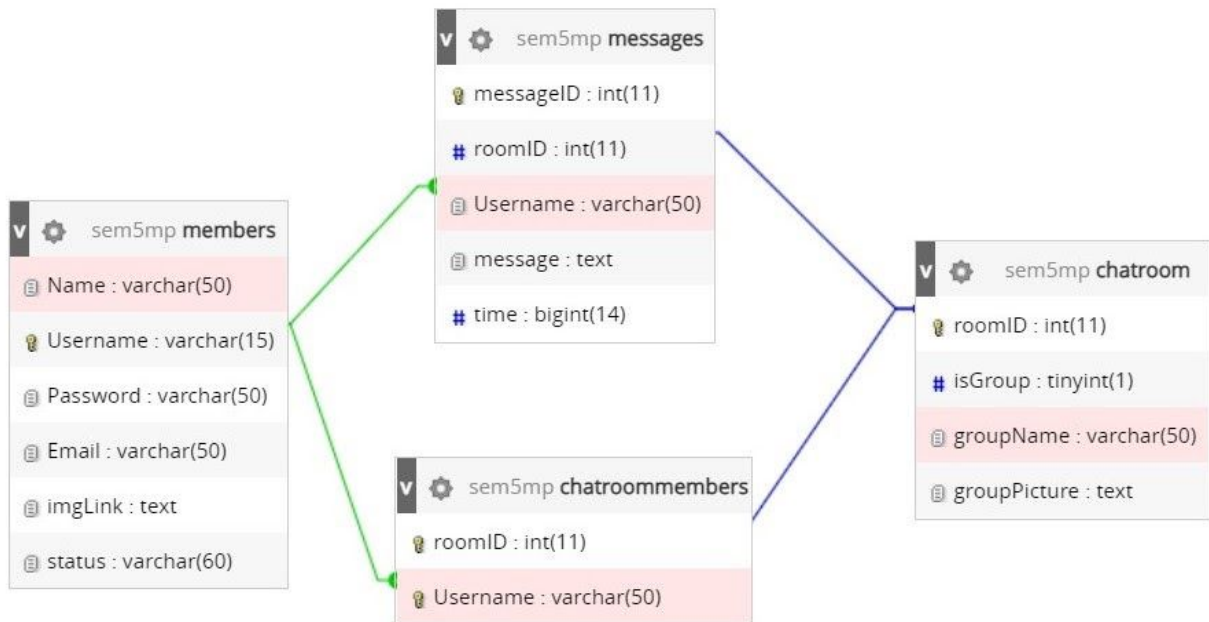 v sem5mp messages
messageID : int(11)
# roomID : int(11)
Username : varchar(50)
message : text
# time : bigint(14)
v sem5mp members
Name : varchar(50)
Username : varchar(15)
Password : varchar(50)
Email : varchar(50)
imgLink : text
status : varchar(60)
v sem5mp chatroommembers
roomID : int(11)
Username : varchar(50)
v sem5mp chatroom
roomID : int(11)
# isGroup : tinyint(1)
groupName : varchar(50)
groupPicture : text